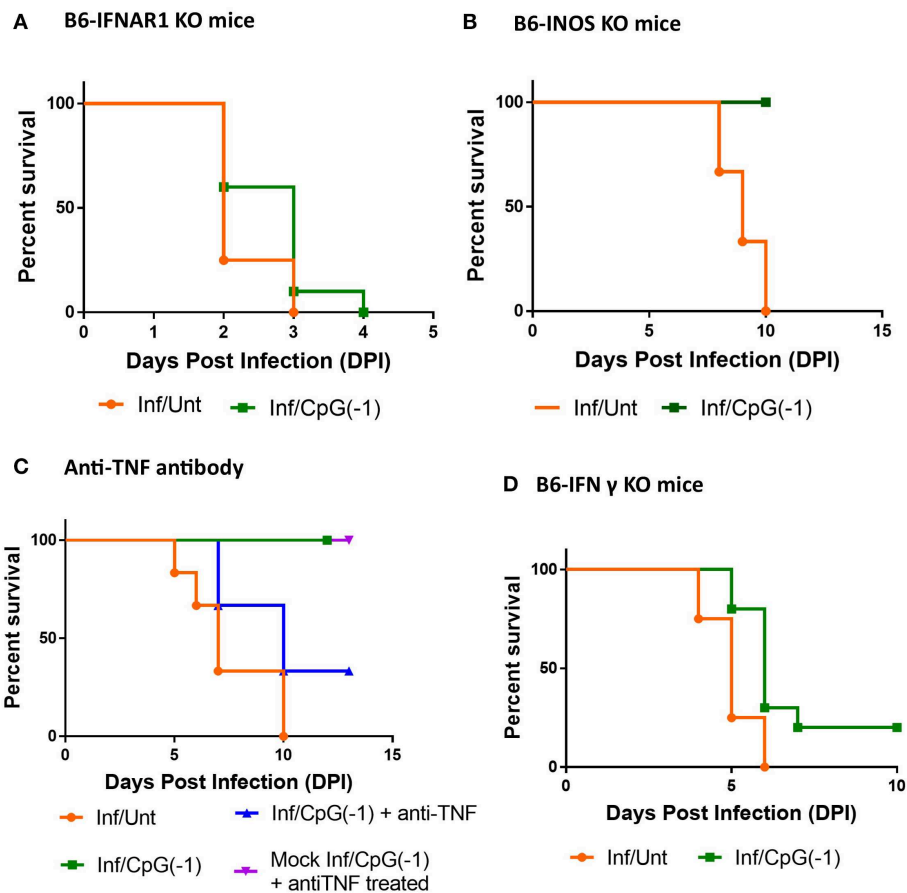 A B6-IFNAR1 KO mice
Percent survival
100
50
0
0 1 2 3 4 5
Days Post Infection (DPI)
Inf/Unt Inf/CpG(-1)
B B6-INOS KO mice
Percent survival
100
50
0
0 5 10 15
Days Post Infection (DPI)
Inf/Unt Inf/CpG(-1)
C Anti-TNF antibody
Percent survival
100
50
0
0 5 10 15
Days Post Infection (DPI)
Inf/Unt Inf/CpG(-1) + anti-TNF
Inf/CpG(-1) Mock Inf/CpG(-1)
+ antiTNF treated
D B6-IFN γ KO mice
Percent survival
100
50
0
0 5 10
Days Post Infection (DPI)
Inf/Unt Inf/CpG(-1)